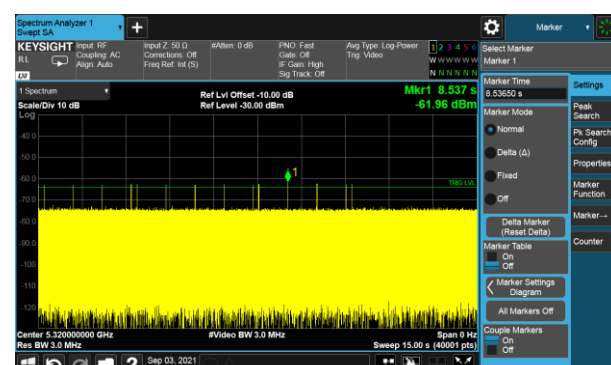 Spectrum Analyzer 1
Swept SA
Marker
KEYSIGHT
RL
LXI
Input: RF
Coupling: AC
Align: Auto
Input Z: 50 Ω
Corrections: Off
Freq Ref: Int (S)
#Atten: 0 dB
PNO: Fast
Gate: Off
IF Gain: High
Sig Track: Off
Avg Type: Log-Power
Trig: Video
1 2 3 4 5 6
W W W W W W
N N N N N N
Select Marker
Marker 1
1 Spectrum
Scale/Div 10 dB
Log
Ref Lvl Offset -10.00 dB
Ref Level -30.00 dBm
Mkr1 8.537 s
-61.96 dBm
1
TRIG LVL
-40.0
-50.0
-60.0
-70.0
-80.0
-90.0
-100
-110
-120
Center 5.320000000 GHz
Res BW 3.0 MHz
#Video BW 3.0 MHz
Span 0 Hz
Sweep 15.00 s (40001 pts)
Marker Time
8.53650 s
Marker Mode
Normal
Delta (Δ)
Fixed
Off
Delta Marker
(Reset Delta)
Marker Table
On
Off
Marker Settings
Diagram
All Markers Off
Couple Markers
On
Off
Settings
Peak
Search
Pk Search
Config
Properties
Marker
Function
Marker→
Counter
?
Sep 03, 2021